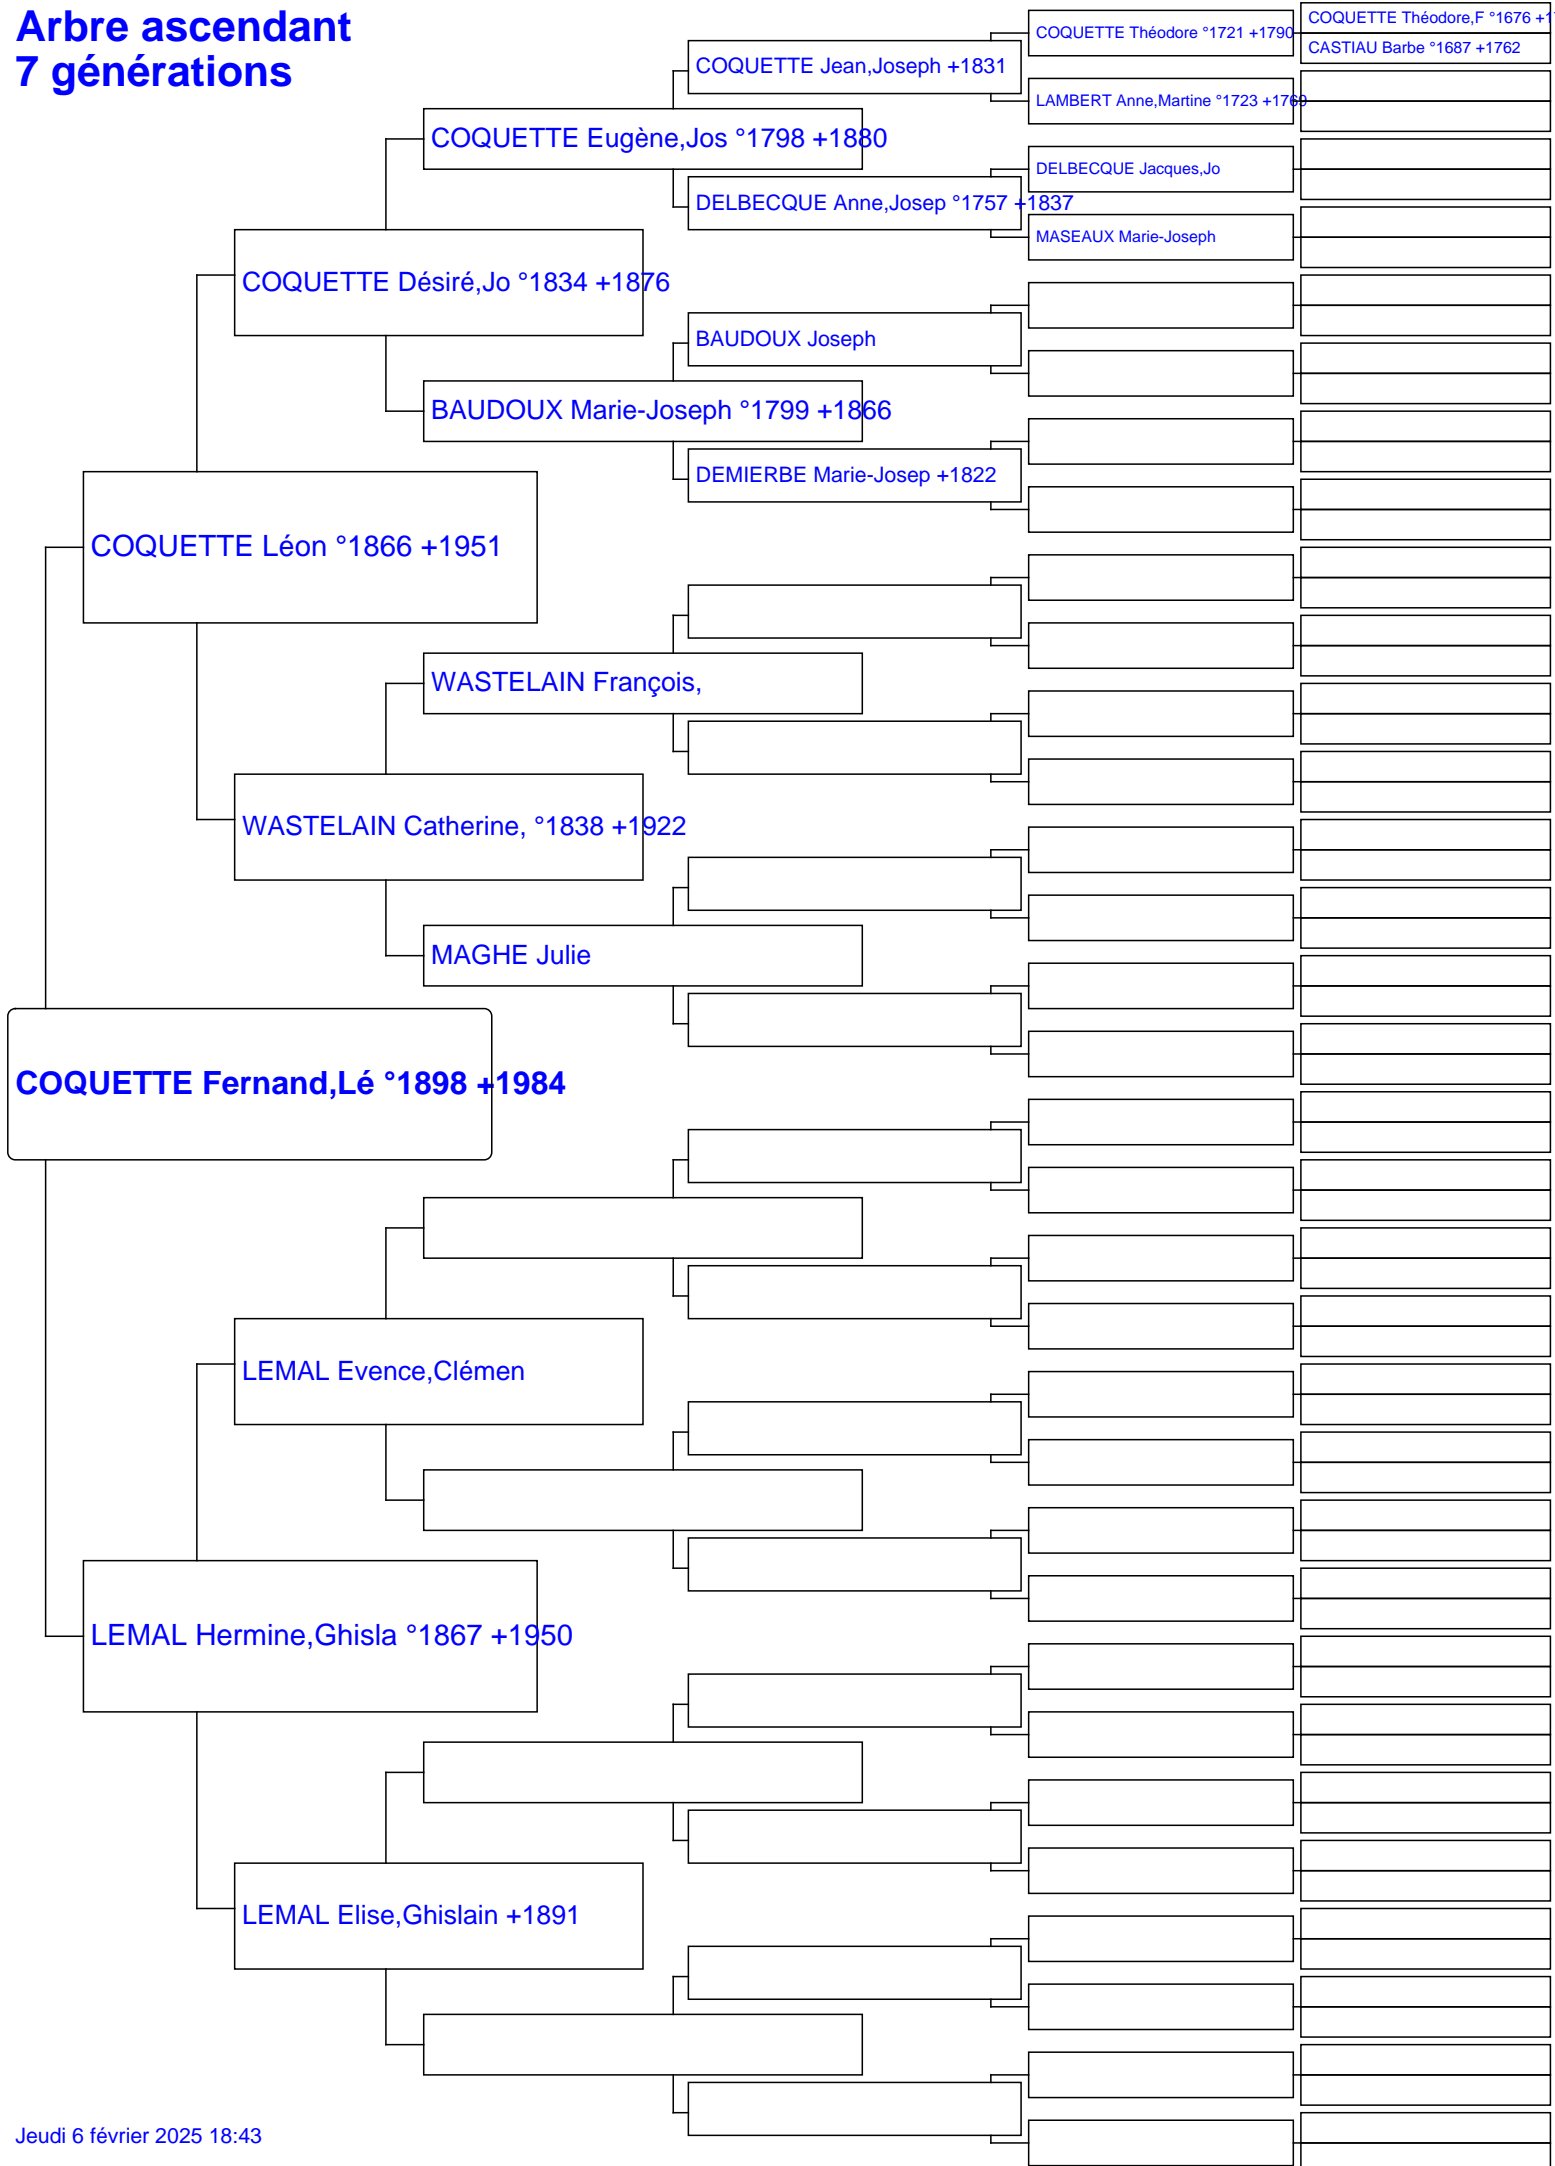 Arbre ascendant
7 générations
COQUETTE Théodore,F °1676 +1
CASTIAU Barbe °1687 +1762
COQUETTE Théodore °1721 +1790
LAMBERT Anne,Martine °1723 +1769
COQUETTE Jean,Joseph +1831
COQUETTE Eugène,Jos °1798 +1880
DELBECQUE Jacques,Jo
DELBECQUE Anne,Josep °1757 +1837
MASEAUX Marie-Joseph
COQUETTE Désiré,Jo °1834 +1876
BAUDOUX Joseph
BAUDOUX Marie-Joseph °1799 +1866
DEMIERBE Marie-Josep +1822
COQUETTE Léon °1866 +1951
WASTELAIN François,
WASTELAIN Catherine, °1838 +1922
MAGHE Julie
COQUETTE Fernand,Lé °1898 +1984
LEMAL Evence,Clémen
LEMAL Hermine,Ghisla °1867 +1950
LEMAL Elise,Ghislain +1891
Jeudi 6 février 2025 18:43